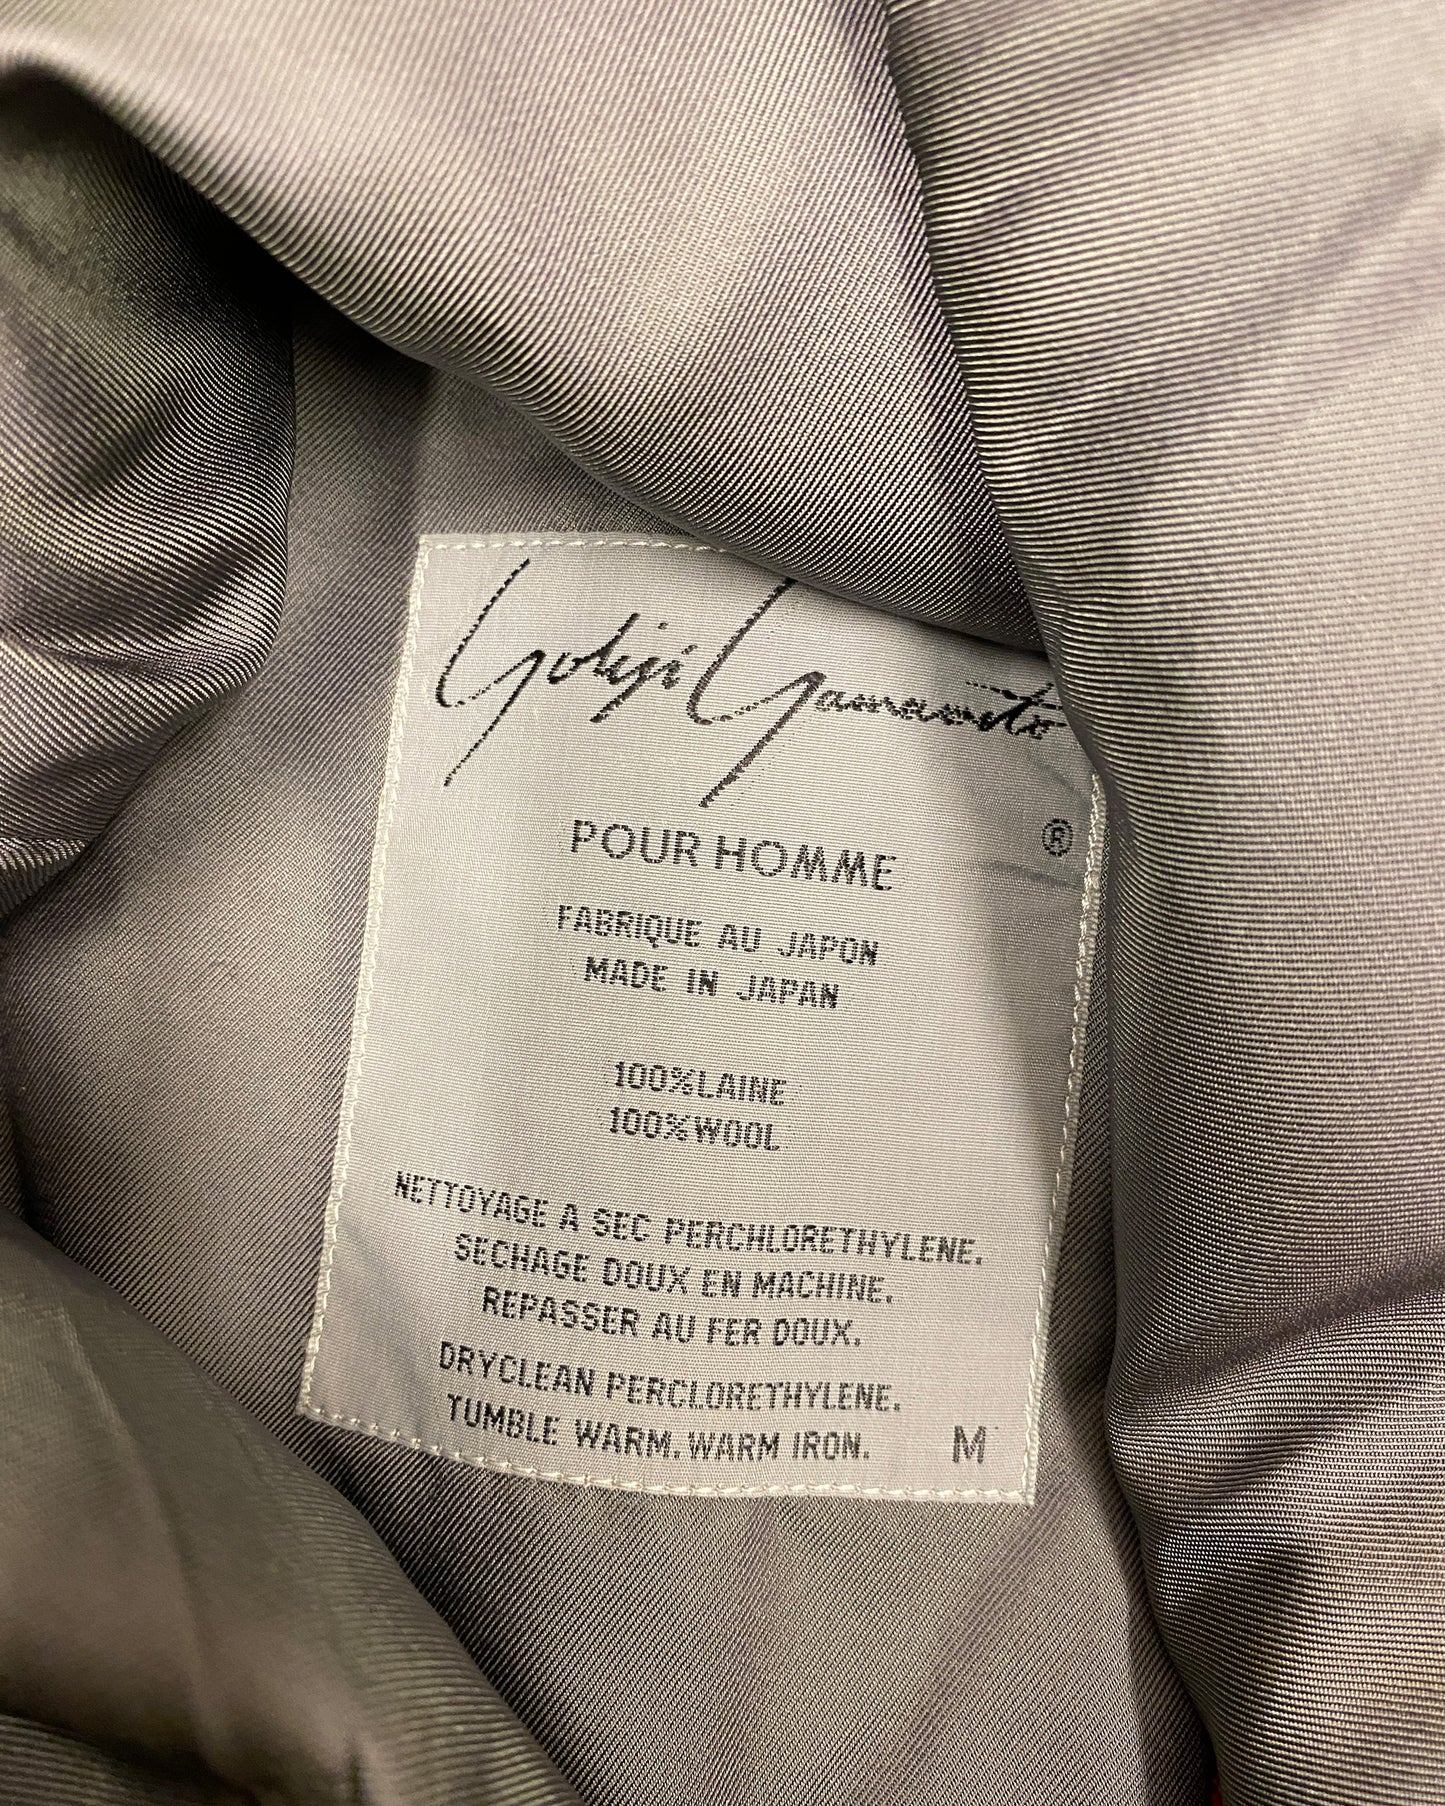 Yohji Yamamoto
®
POUR HOMME
FABRIQUE AU JAPON
MADE IN JAPAN
100%LAINE
100%WOOL
NETTOYAGE A SEC PERCHLORETHYLENE.
SECHAGE DOUX EN MACHINE.
REPASSER AU FER DOUX.
DRYCLEAN PERCLORETHYLENE.
TUMBLE WARM.WARM IRON. M